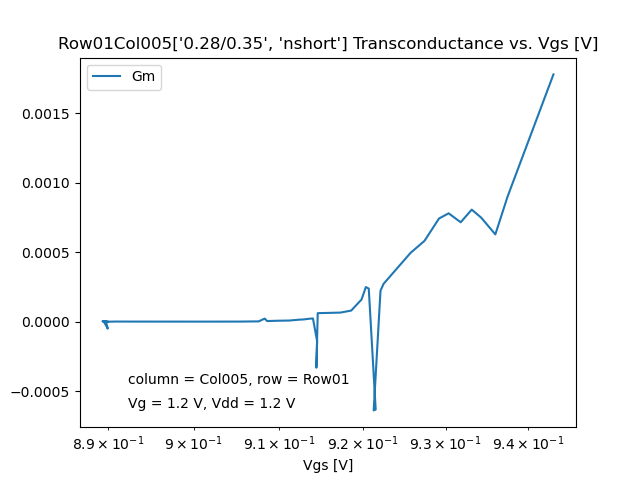 Row01Col005['0.28/0.35', 'nshort'] Transconductance vs. Vgs [V]
Gm
0.0015
0.0010
0.0005
0.0000
−0.0005
column = Col005, row = Row01
Vg = 1.2 V, Vdd = 1.2 V
8.9 × 10⁻¹ 9 × 10⁻¹ 9.1 × 10⁻¹ 9.2 × 10⁻¹ 9.3 × 10⁻¹ 9.4 × 10⁻¹
Vgs [V]